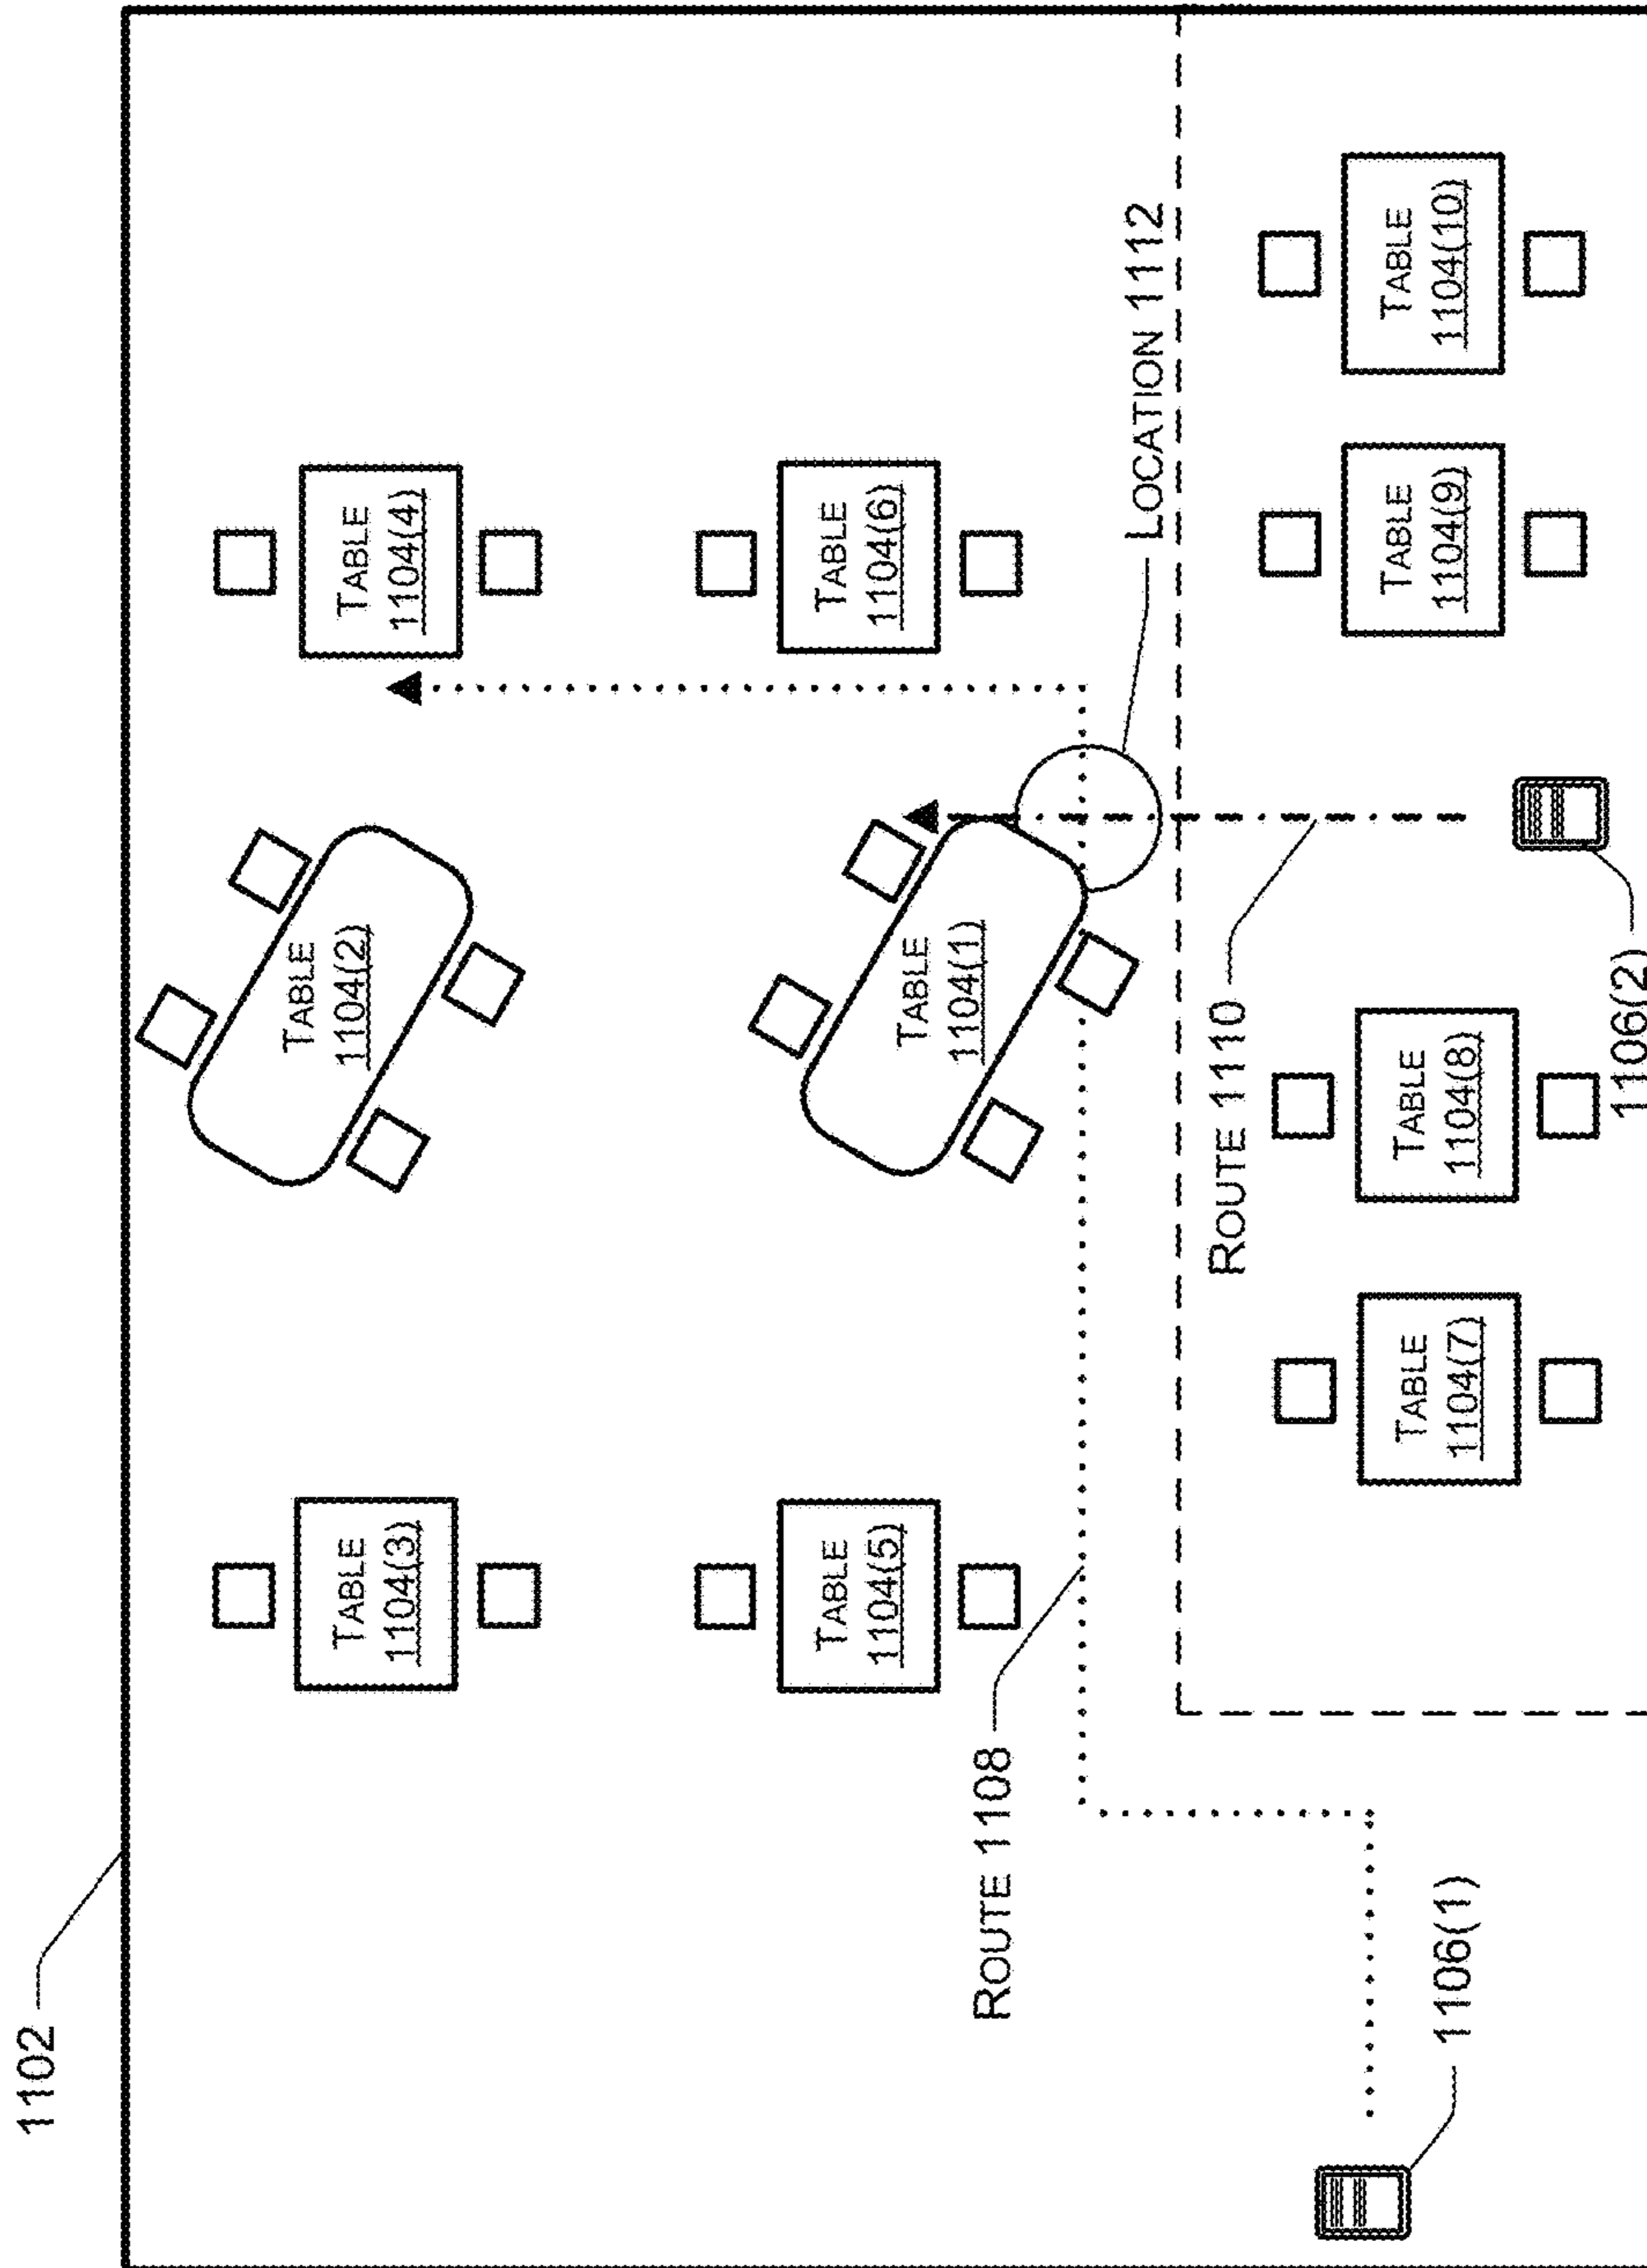 1102
TABLE
1104(2)
TABLE
1104(3)
TABLE
1104(4)
TABLE
1104(1)
TABLE
1104(5)
TABLE
1104(6)
ROUTE 1108
LOCATION 1112
ROUTE 1110
TABLE
1104(7)
TABLE
1104(8)
TABLE
1104(9)
TABLE
1104(10)
1106(1)
1106(2)